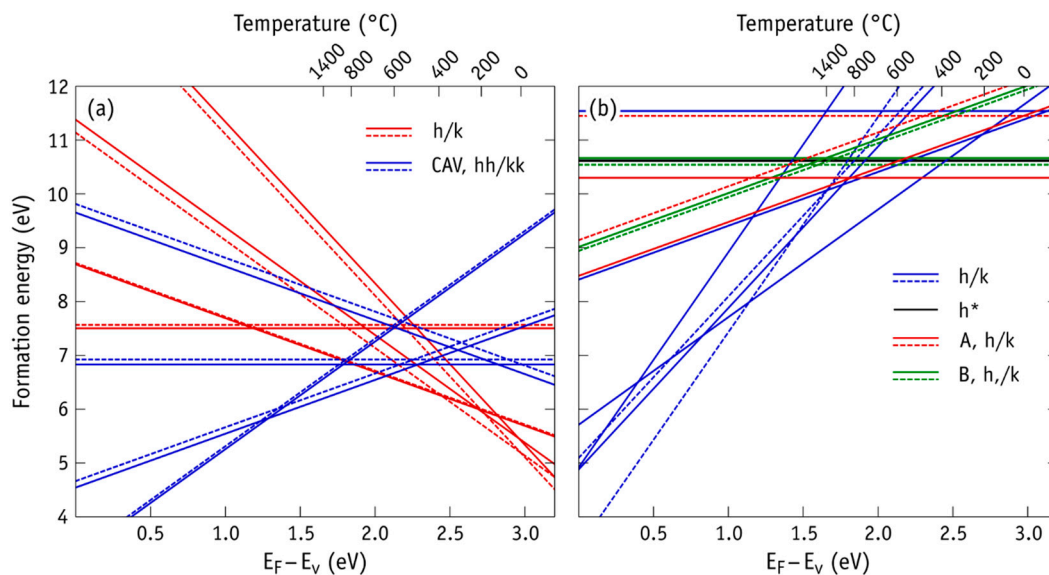 Temperature (°C)
1400 800 600 400 200 0
12
11
10
9
8
7
6
5
4
Formation energy (eV)
(a)
h/k
CAV, hh/kk
0.5 1.0 1.5 2.0 2.5 3.0
E_F – E_v (eV)
Temperature (°C)
1400 800 600 400 200 0
(b)
h/k
h*
A, h/k
B, h,/k
0.5 1.0 1.5 2.0 2.5 3.0
E_F – E_v (eV)